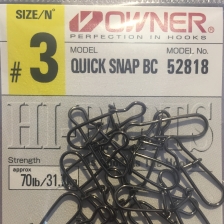 SIZE/N°
OWNER
PERFECTION IN HOOKS
MODEL
MODEL, No.
# 3
QUICK SNAP BC
52818
Strength
approx
70lb/31.